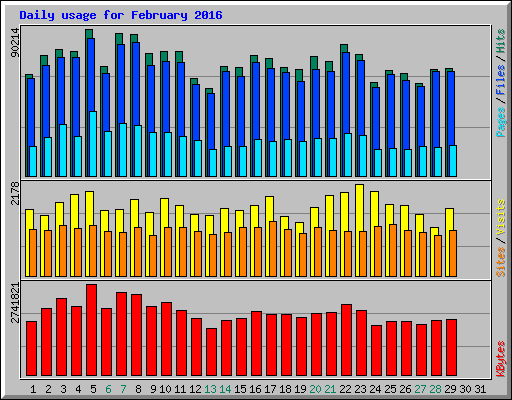 Daily usage for February 2016
90214
Pages / Files / Hits
2178
Sites / Visits
2741821
KBytes
1 2 3 4 5 6 7 8 9 10 11 12 13 14 15 16 17 18 19 20 21 22 23 24 25 26 27 28 29 30 31